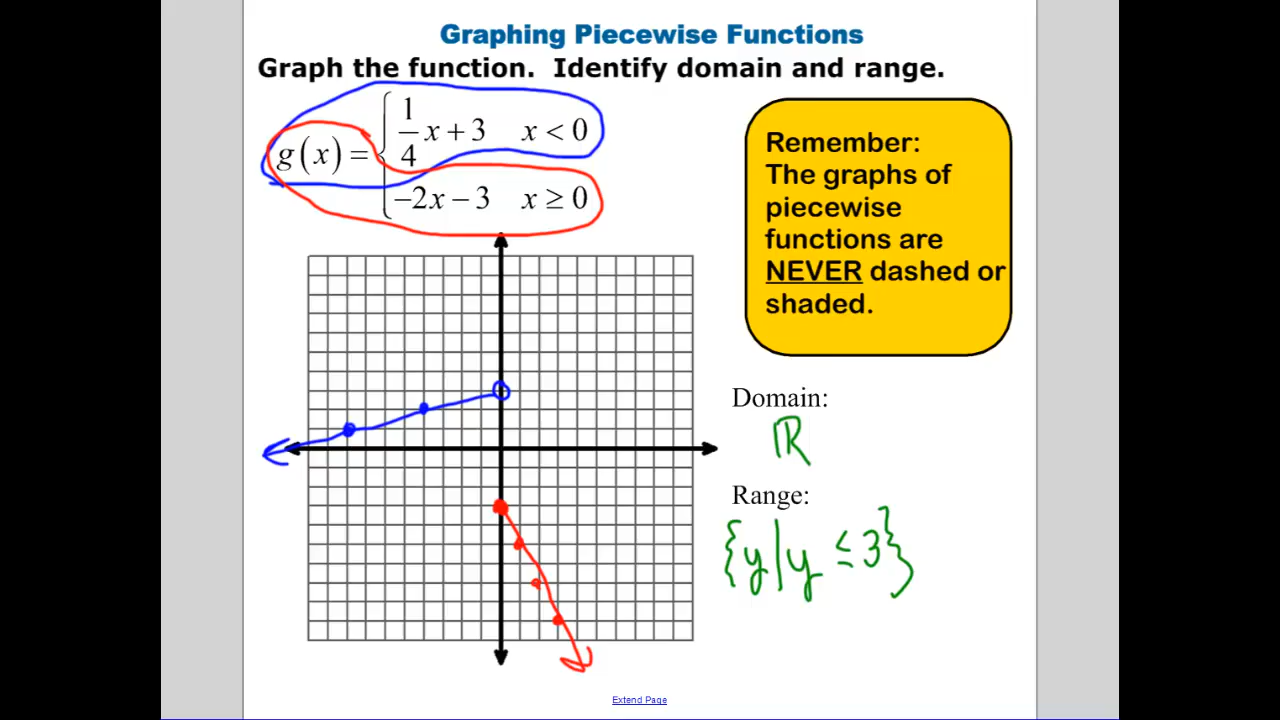 Graphing Piecewise Functions
Graph the function.  Identify domain and range.
g(x) = { 1/4 x + 3   x < 0
−2x − 3   x ≥ 0
Remember:
The graphs of
piecewise
functions are
NEVER dashed or
shaded.
Domain:
ℝ
Range:
{y|y ≤ 3}
Extend Page